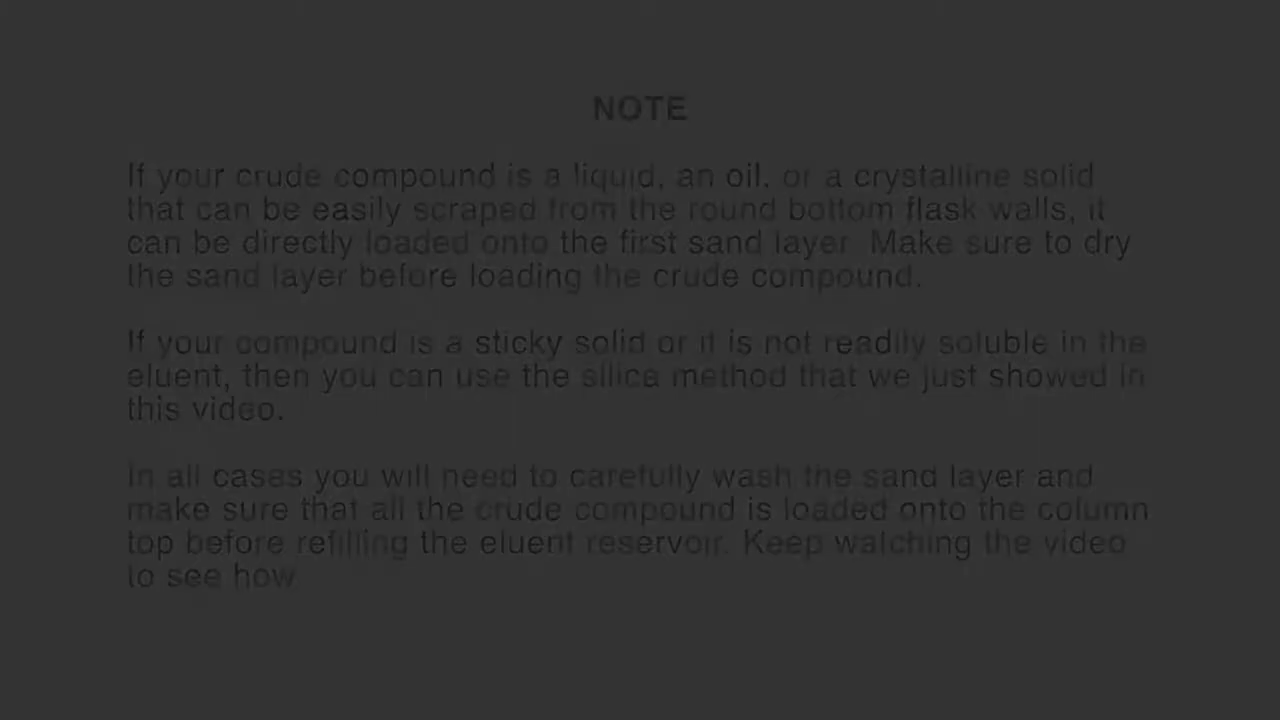 NOTE
If your crude compound is a liquid, an oil, or a crystalline solid
that can be easily scraped from the round bottom flask walls, it
can be directly loaded onto the first sand layer. Make sure to dry
the sand layer before loading the crude compound.
If your compound is a sticky solid or it is not readily soluble in the
eluent, then you can use the silica method that we just showed in
this video.
In all cases you will need to carefully wash the sand layer and
make sure that all the crude compound is loaded onto the column
top before refilling the eluent reservoir. Keep watching the video
to see how